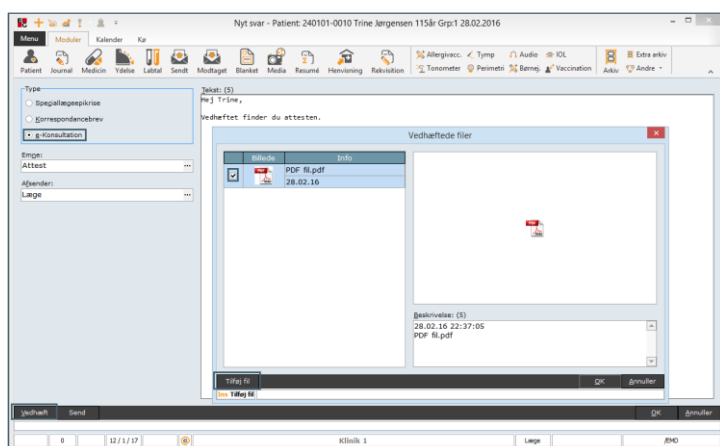 Nyt svar - Patient: 240101-0010 Trine Jørgensen 115år Grp:1 28.02.2016
Menu Moduler Kalender Kø
Patient Journal Medicin Ydelse Labtal Sendt Modtaget Blanket Media Resumé Henvisning Rekvisition
Allergivacc. Tymp Audio IOL
Tonometer Perimetri Børnej. Vaccination
Arkiv
Extra arkiv
Andre
Type
Speciallægeepikrise
Korrespondancebrev
e-Konsultation
Emne:
Attest
...
Afsender:
Læge
...
Tekst: (5)
Hej Trine,
Vedhæftet finder du attesten.
Vedhæftede filer
Billede Info
PDF fil.pdf
28.02.16
Beskrivelse: (5)
28.02.16 22:37:05
PDF fil.pdf
Tilføj fil OK Annuller
Ins Tilføj fil
Vedhæft Send OK Annuller
0 12/1/17 Klinik 1 Læge /EMD